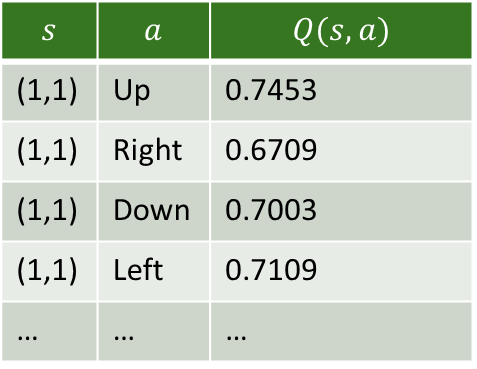 s a Q(s, a)
(1,1) Up 0.7453
(1,1) Right 0.6709
(1,1) Down 0.7003
(1,1) Left 0.7109
... ... ...